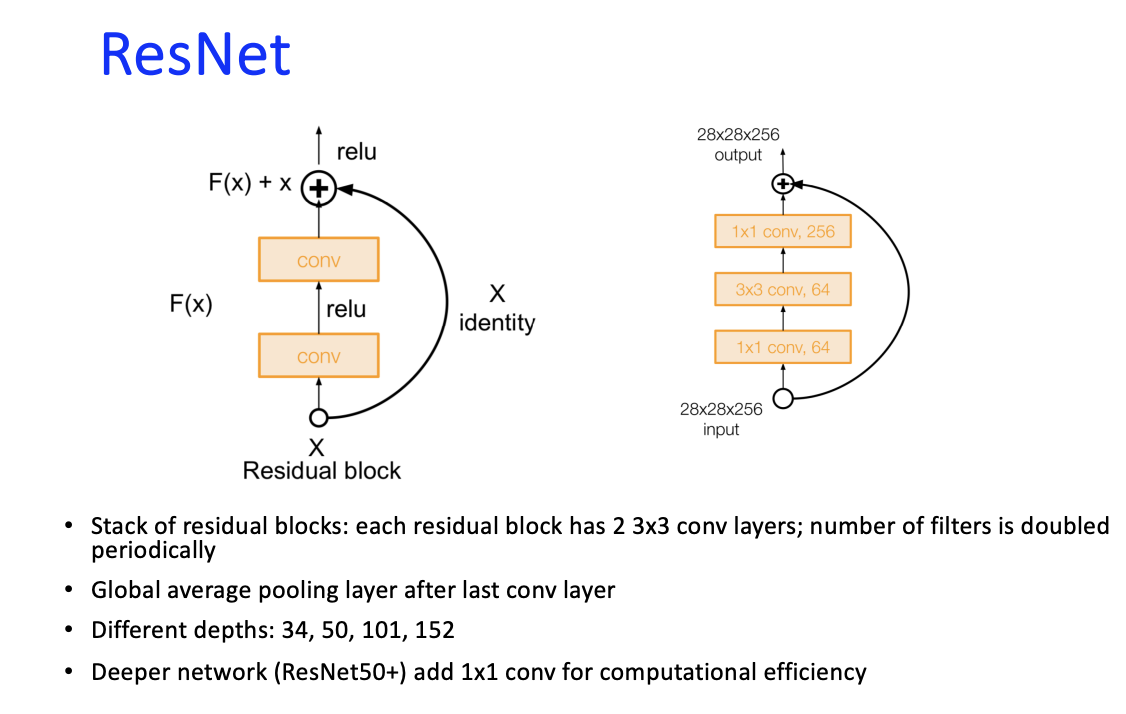 ResNet
relu
F(x) + x
conv
F(x)
relu
X
identity
conv
X
Residual block
28x28x256
output
1x1 conv, 256
3x3 conv, 64
1x1 conv, 64
28x28x256
input
• Stack of residual blocks: each residual block has 2 3x3 conv layers; number of filters is doubled
periodically
• Global average pooling layer after last conv layer
• Different depths: 34, 50, 101, 152
• Deeper network (ResNet50+) add 1x1 conv for computational efficiency